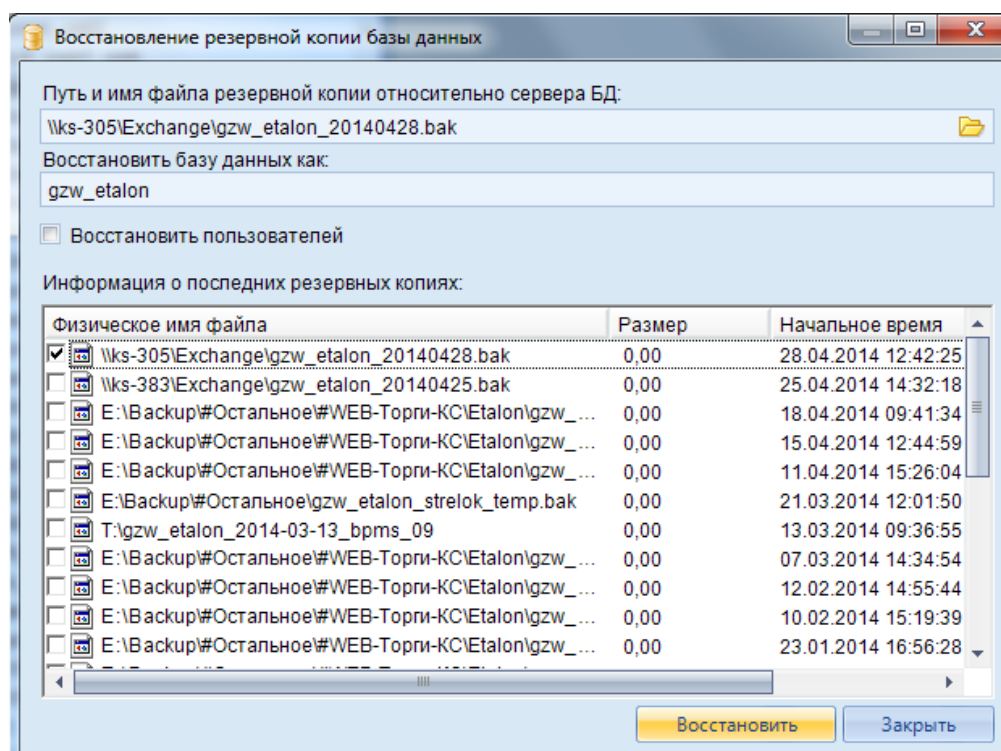 Восстановление резервной копии базы данных
Путь и имя файла резервной копии относительно сервера БД:
\\ks-305\Exchange\gzw_etalon_20140428.bak
Восстановить базу данных как:
gzw_etalon
Восстановить пользователей
Информация о последних резервных копиях:
Физическое имя файла Размер Начальное время
\\ks-305\Exchange\gzw_etalon_20140428.bak 0,00 28.04.2014 12:42:25
\\ks-383\Exchange\gzw_etalon_20140425.bak 0,00 25.04.2014 14:32:18
E:\Backup\#Остальное\#WEB-Торги-КС\Etalon\gzw_... 0,00 18.04.2014 09:41:34
E:\Backup\#Остальное\#WEB-Торги-КС\Etalon\gzw_... 0,00 15.04.2014 12:44:59
E:\Backup\#Остальное\#WEB-Торги-КС\Etalon\gzw_... 0,00 11.04.2014 15:26:04
E:\Backup\#Остальное\gzw_etalon_strelok_temp.bak 0,00 21.03.2014 12:01:50
T:\gzw_etalon_2014-03-13_bpms_09 0,00 13.03.2014 09:36:55
E:\Backup\#Остальное\#WEB-Торги-КС\Etalon\gzw_... 0,00 07.03.2014 14:34:54
E:\Backup\#Остальное\#WEB-Торги-КС\Etalon\gzw_... 0,00 12.02.2014 14:55:44
E:\Backup\#Остальное\#WEB-Торги-КС\Etalon\gzw_... 0,00 10.02.2014 15:19:39
E:\Backup\#Остальное\#WEB-Торги-КС\Etalon\gzw_... 0,00 23.01.2014 16:56:28
Восстановить Закрыть